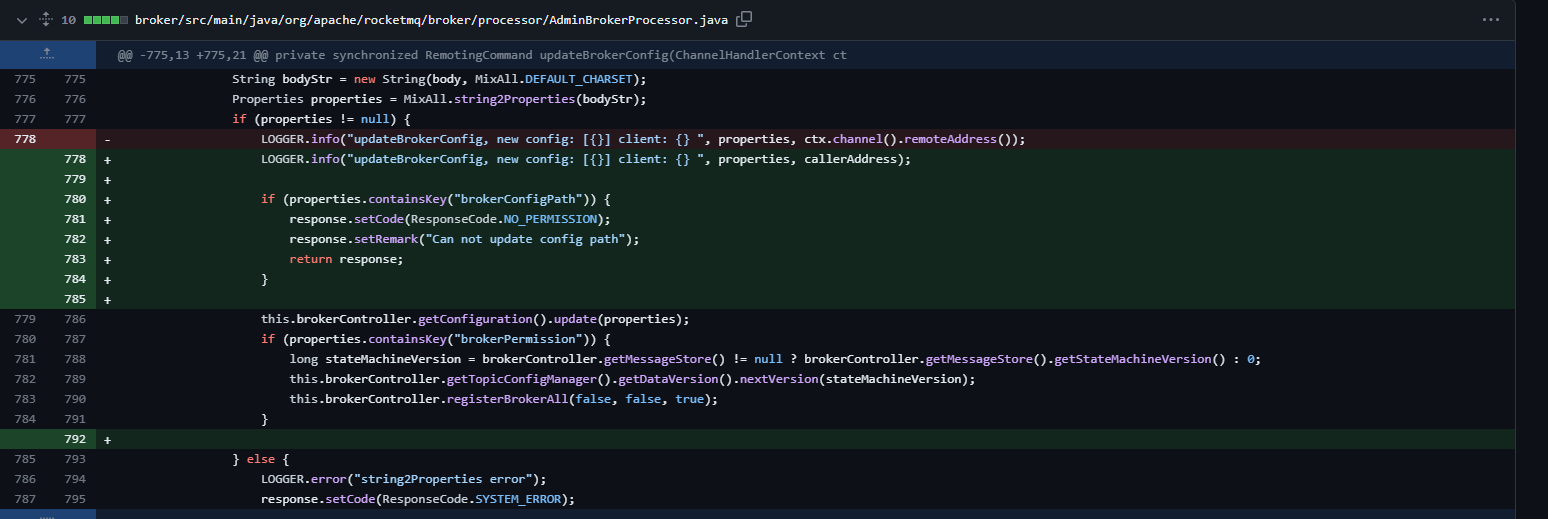 10 broker/src/main/java/org/apache/rocketmq/broker/processor/AdminBrokerProcessor.java ...
@@ -775,13 +775,21 @@ private synchronized RemotingCommand updateBrokerConfig(ChannelHandlerContext ct
775 775 String bodyStr = new String(body, MixAll.DEFAULT_CHARSET);
776 776 Properties properties = MixAll.string2Properties(bodyStr);
777 777 if (properties != null) {
778 - LOGGER.info("updateBrokerConfig, new config: [{}] client: {} ", properties, ctx.channel().remoteAddress());
778 + LOGGER.info("updateBrokerConfig, new config: [{}] client: {} ", properties, callerAddress);
779 +
780 + if (properties.containsKey("brokerConfigPath")) {
781 + response.setCode(ResponseCode.NO_PERMISSION);
782 + response.setRemark("Can not update config path");
783 + return response;
784 + }
785 +
779 786 this.brokerController.getConfiguration().update(properties);
780 787 if (properties.containsKey("brokerPermission")) {
781 788 long stateMachineVersion = brokerController.getMessageStore() != null ? brokerController.getMessageStore().getStateMachineVersion() : 0;
782 789 this.brokerController.getTopicConfigManager().getDataVersion().nextVersion(stateMachineVersion);
783 790 this.brokerController.registerBrokerAll(false, false, true);
784 791 }
792 +
785 793 } else {
786 794 LOGGER.error("string2Properties error");
787 795 response.setCode(ResponseCode.SYSTEM_ERROR);